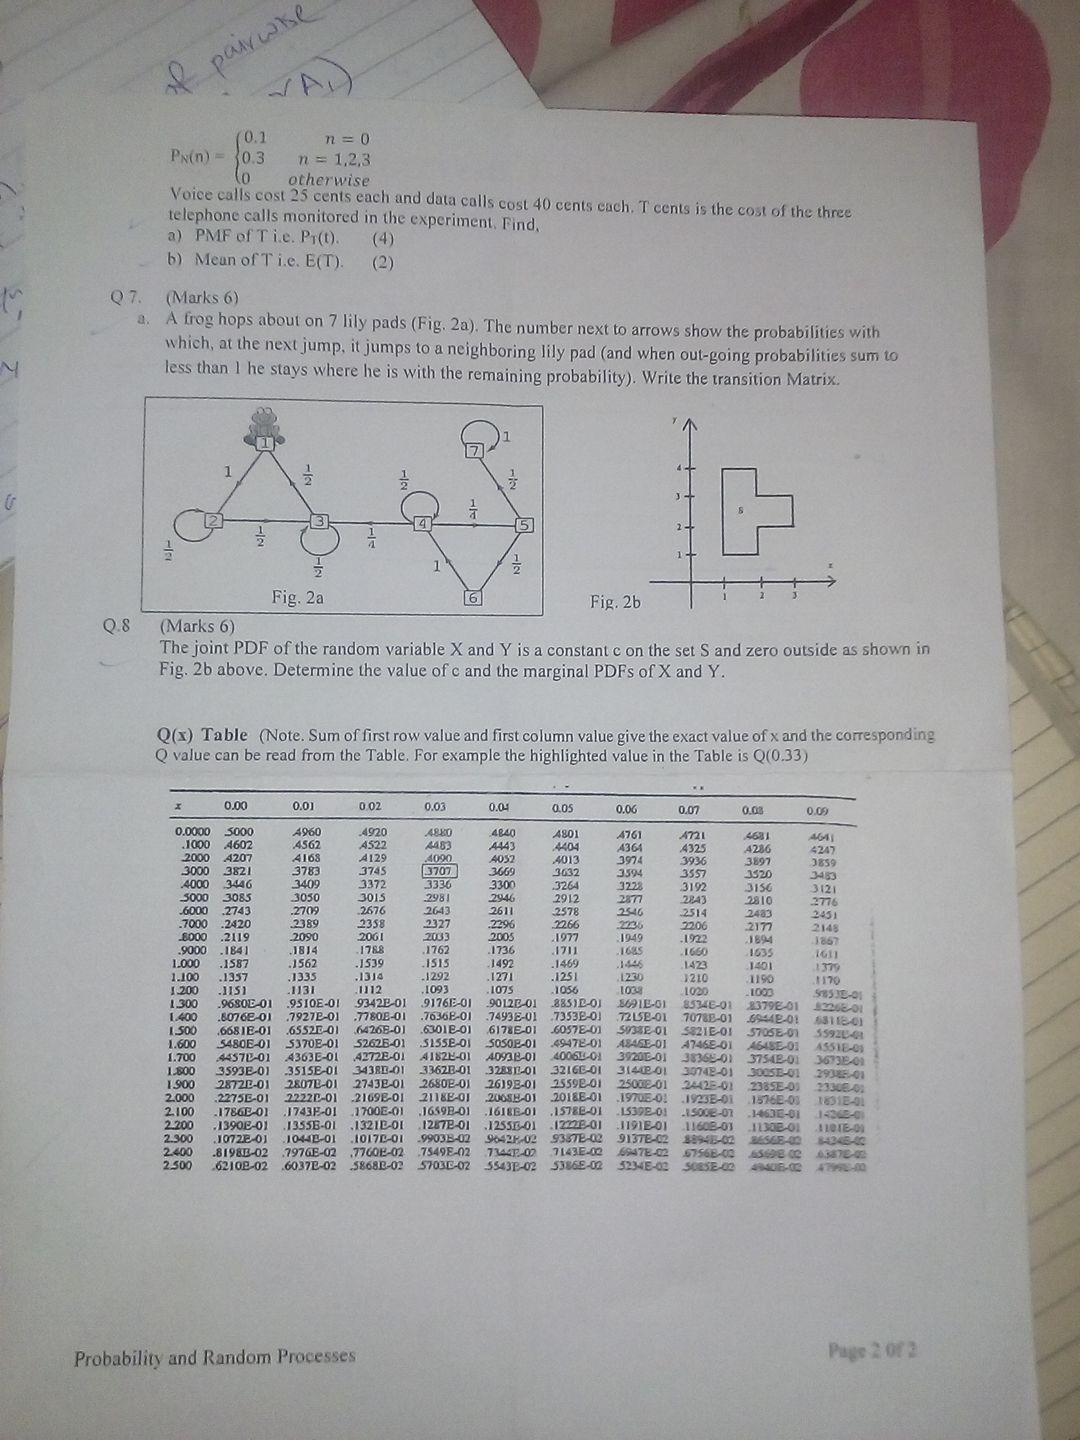 of pairwise
P_N(n) = {0.1 n = 0
0.3 n = 1,2,3
0 otherwise
Voice calls cost 25 cents each and data calls cost 40 cents each. T cents is the cost of the three
telephone calls monitored in the experiment. Find,
a) PMF of T i.e. P_T(t). (4)
b) Mean of T i.e. E(T). (2)
Q 7. (Marks 6)
a. A frog hops about on 7 lily pads (Fig. 2a). The number next to arrows show the probabilities with
which, at the next jump, it jumps to a neighboring lily pad (and when out-going probabilities sum to
less than 1 he stays where he is with the remaining probability). Write the transition Matrix.
1
7 1
1 1/2 1/2 1/4 1/2
2 3 4 5
1/2 1/2 1/2 1/4 1 1/2
6
Fig. 2a
y
4
3
S
2
1
x
1 2 3
Fig. 2b
Q.8 (Marks 6)
The joint PDF of the random variable X and Y is a constant c on the set S and zero outside as shown in
Fig. 2b above. Determine the value of c and the marginal PDFs of X and Y.
Q(x) Table (Note. Sum of first row value and first column value give the exact value of x and the corresponding
Q value can be read from the Table. For example the highlighted value in the Table is Q(0.33)
x 0.00 0.01 0.02 0.03 0.04 0.05 0.06 0.07 0.08 0.09
0.0000 .5000 .4960 .4920 .4880 .4840 .4801 .4761 .4721 .4681 .4641
.1000 .4602 .4562 .4522 .4483 .4443 .4404 .4364 .4325 .4286 .4247
.2000 .4207 .4168 .4129 .4090 .4052 .4013 .3974 .3936 .3897 .3859
.3000 .3821 .3783 .3745 .3707 .3669 .3632 .3594 .3557 .3520 .3483
.4000 .3446 .3409 .3372 .3336 .3300 .3264 .3228 .3192 .3156 .3121
.5000 .3085 .3050 .3015 .2981 .2946 .2912 .2877 .2843 .2810 .2776
.6000 .2743 .2709 .2676 .2643 .2611 .2578 .2546 .2514 .2483 .2451
.7000 .2420 .2389 .2358 .2327 .2296 .2266 .2236 .2206 .2177 .2148
.8000 .2119 .2090 .2061 .2033 .2005 .1977 .1949 .1922 .1894 .1867
.9000 .1841 .1814 .1788 .1762 .1736 .1711 .1685 .1660 .1635 .1611
1.000 .1587 .1562 .1539 .1515 .1492 .1469 .1446 .1423 .1401 .1379
1.100 .1357 .1335 .1314 .1292 .1271 .1251 .1230 .1210 .1190 .1170
1.200 .1151 .1131 .1112 .1093 .1075 .1056 .1038 .1020 .1003 .9853E-01
1.300 .9680E-01 .9510E-01 .9342E-01 .9176E-01 .9012E-01 .8851E-01 .8691E-01 .8534E-01 .8379E-01 .8226E-01
1.400 .8076E-01 .7927E-01 .7780E-01 .7636E-01 .7493E-01 .7353E-01 .7215E-01 .7078E-01 .6944E-01 .6811E-01
1.500 .6681E-01 .6552E-01 .6426E-01 .6301E-01 .6178E-01 .6057E-01 .5938E-01 .5821E-01 .5705E-01 .5592E-01
1.600 .5480E-01 .5370E-01 .5262E-01 .5155E-01 .5050E-01 .4947E-01 .4846E-01 .4746E-01 .4648E-01 .4551E-01
1.700 .4457E-01 .4363E-01 .4272E-01 .4182E-01 .4093E-01 .4006E-01 .3920E-01 .3836E-01 .3754E-01 .3673E-01
1.800 .3593E-01 .3515E-01 .3438E-01 .3362E-01 .3288E-01 .3216E-01 .3144E-01 .3074E-01 .3005E-01 .2938E-01
1.900 .2872E-01 .2807E-01 .2743E-01 .2680E-01 .2619E-01 .2559E-01 .2500E-01 .2442E-01 .2385E-01 .2330E-01
2.000 .2275E-01 .2222E-01 .2169E-01 .2118E-01 .2068E-01 .2018E-01 .1970E-01 .1923E-01 .1876E-01 .1831E-01
2.100 .1786E-01 .1743E-01 .1700E-01 .1659E-01 .1618E-01 .1578E-01 .1539E-01 .1500E-01 .1463E-01 .1426E-01
2.200 .1390E-01 .1355E-01 .1321E-01 .1287E-01 .1255E-01 .1222E-01 .1191E-01 .1160E-01 .1130E-01 .1101E-01
2.300 .1072E-01 .1044E-01 .1017E-01 .9903E-02 .9642E-02 .9387E-02 .9137E-02 .8894E-02 .8656E-02 .8424E-02
2.400 .8198E-02 .7976E-02 .7760E-02 .7549E-02 .7344E-02 .7143E-02 .6947E-02 .6756E-02 .6569E-02 .6387E-02
2.500 .6210E-02 .6037E-02 .5868E-02 .5703E-02 .5543E-02 .5386E-02 .5234E-02 .5085E-02 .4940E-02 .4799E-02
Probability and Random Processes
Page 2 Of 2